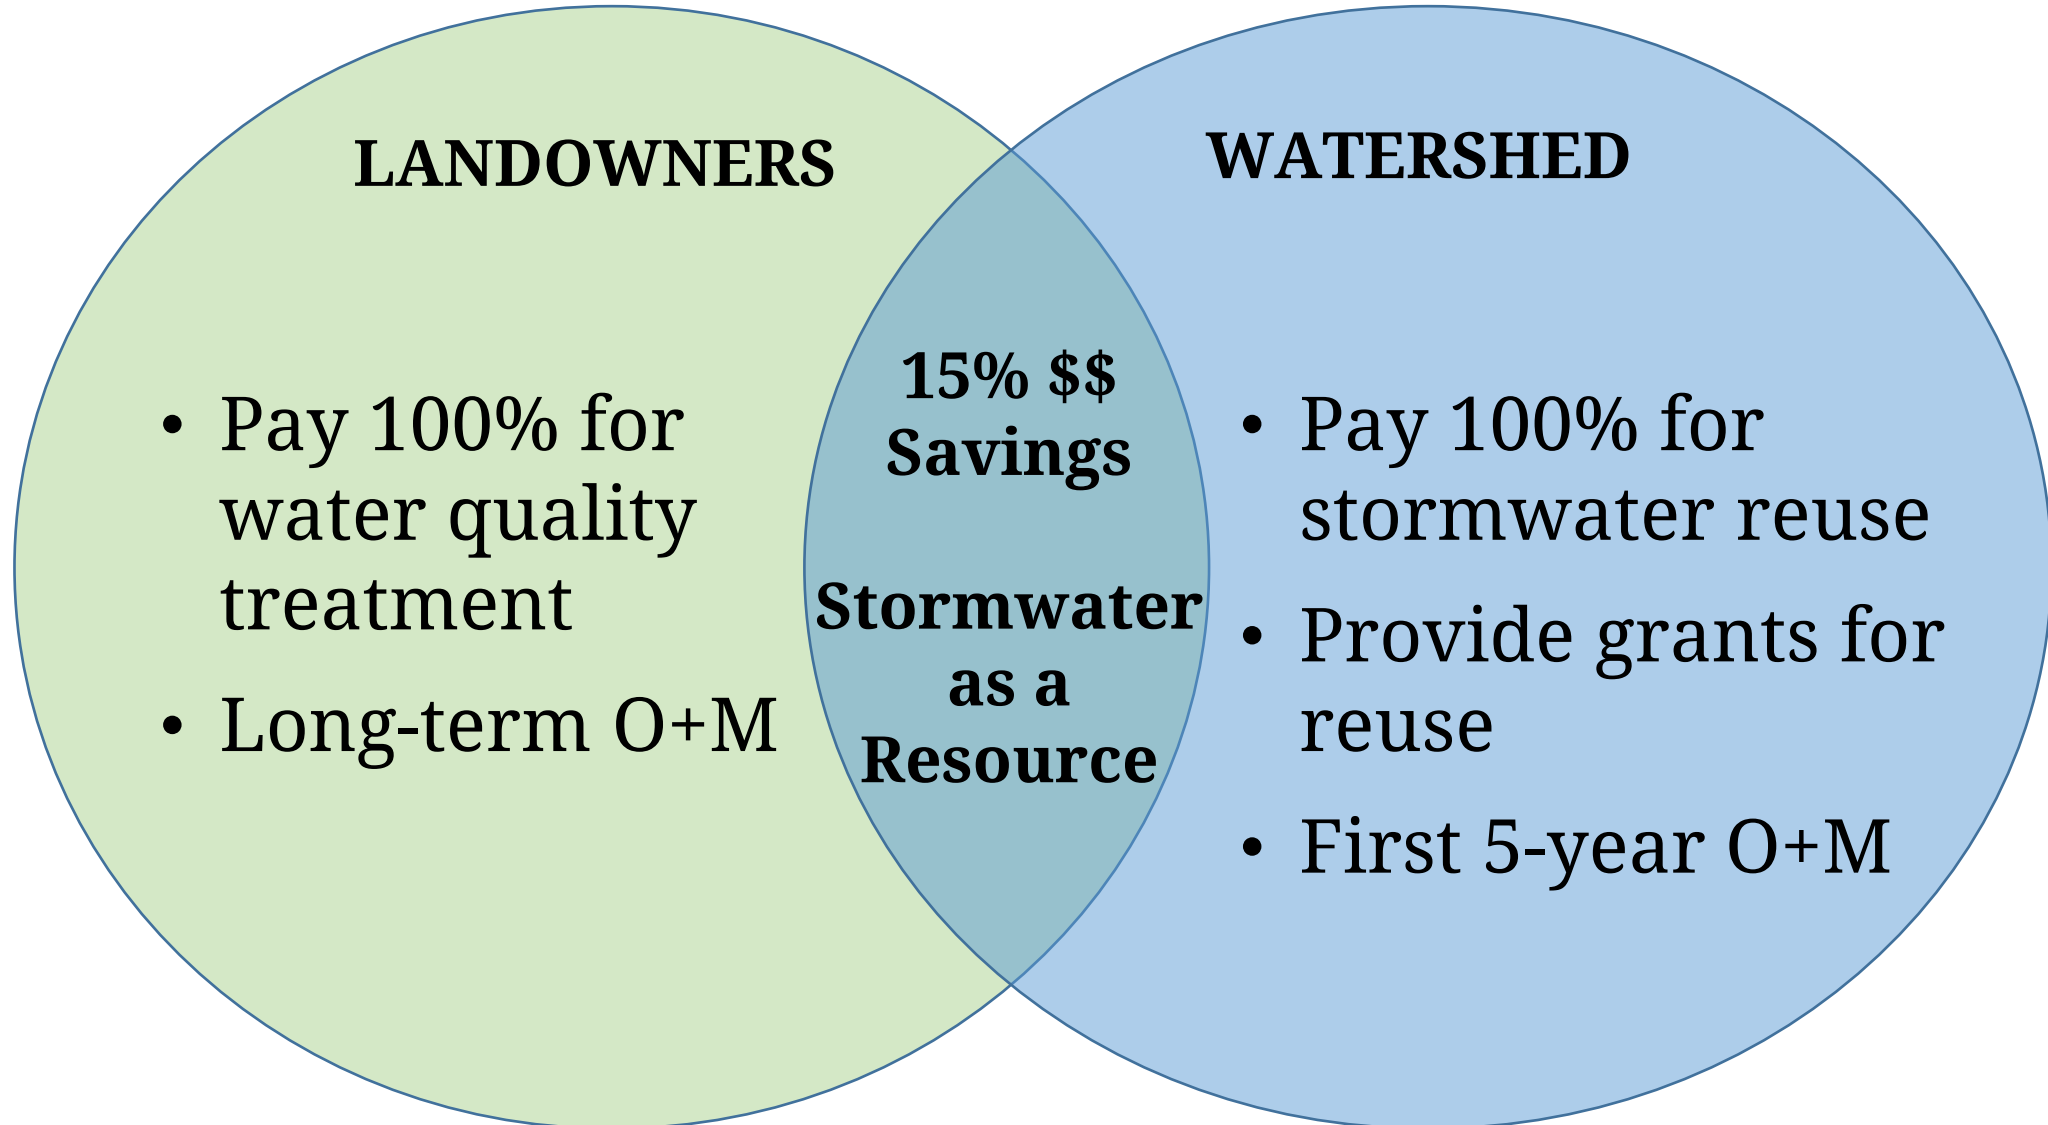 LANDOWNERS
• Pay 100% for
water quality
treatment
• Long-term O+M
15% $$
Savings
Stormwater
as a
Resource
WATERSHED
• Pay 100% for
stormwater reuse
• Provide grants for
reuse
• First 5-year O+M